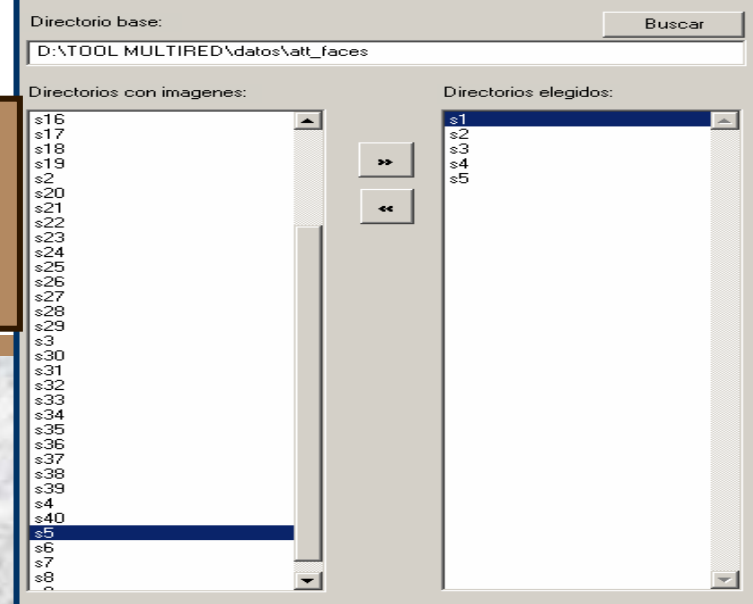 Directorio base:
Buscar
D:\TOOL MULTIRED\datos\att_faces
Directorios con imagenes:
s16
s17
s18
s19
s2
s20
s21
s22
s23
s24
s25
s26
s27
s28
s29
s3
s30
s31
s32
s33
s34
s35
s36
s37
s38
s39
s4
s40
s5
s6
s7
s8
»
«
Directorios elegidos:
s1
s2
s3
s4
s5